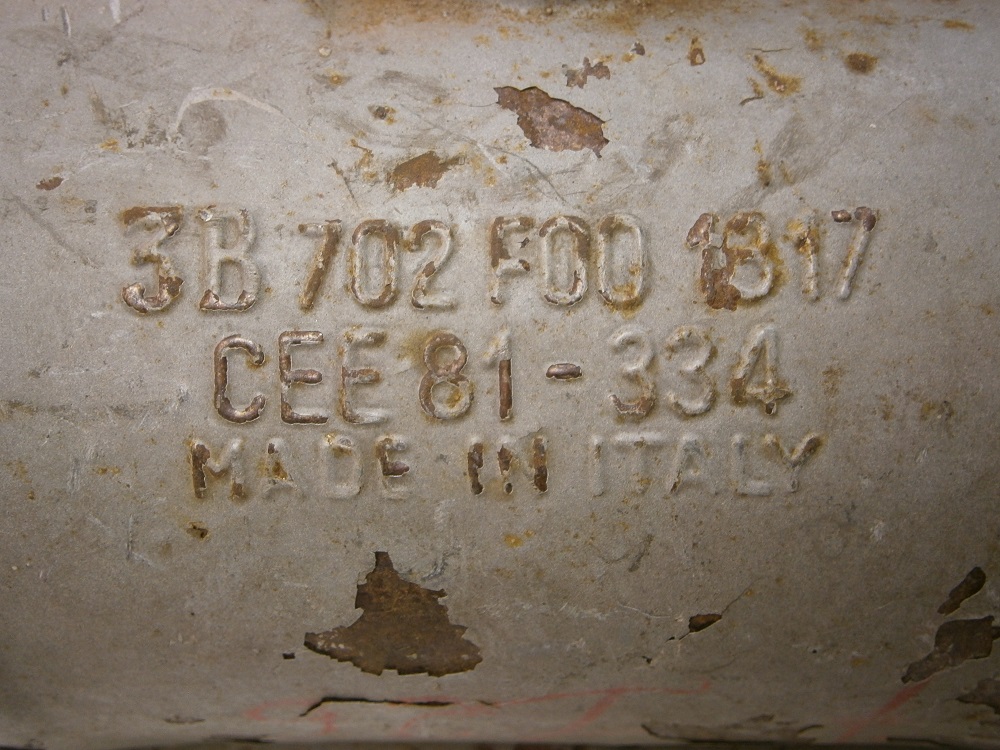 3B 702 F00 1817
CEE 81-334
MADE IN ITALY